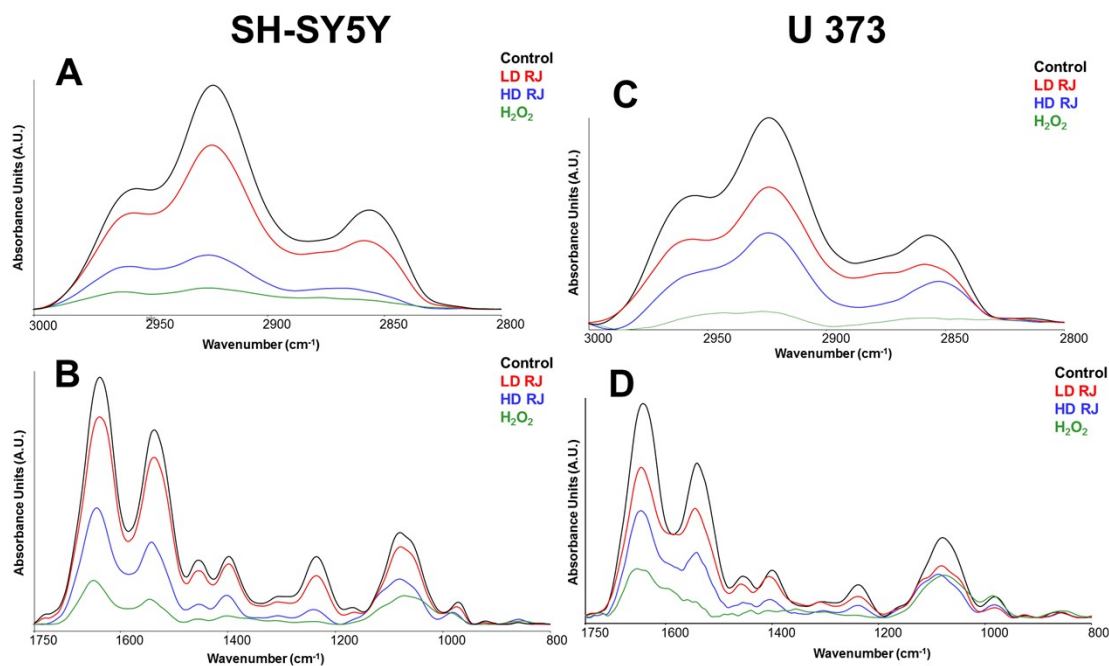 SH-SY5Y
U 373
A
Control
LD RJ
HD RJ
H₂O₂
Absorbance Units (A.U.)
3000 2950 2900 2850 2800
Wavenumber (cm⁻¹)
C
Control
LD RJ
HD RJ
H₂O₂
Absorbance Units (A.U.)
3000 2950 2900 2850 2800
Wavenumber (cm⁻¹)
B
Control
LD RJ
HD RJ
H₂O₂
Absorbance Units (A.U.)
1750 1600 1400 1200 1000 800
Wavenumber (cm⁻¹)
D
Control
LD RJ
HD RJ
H₂O₂
Absorbance Units (A.U.)
1750 1600 1400 1200 1000 800
Wavenumber (cm⁻¹)